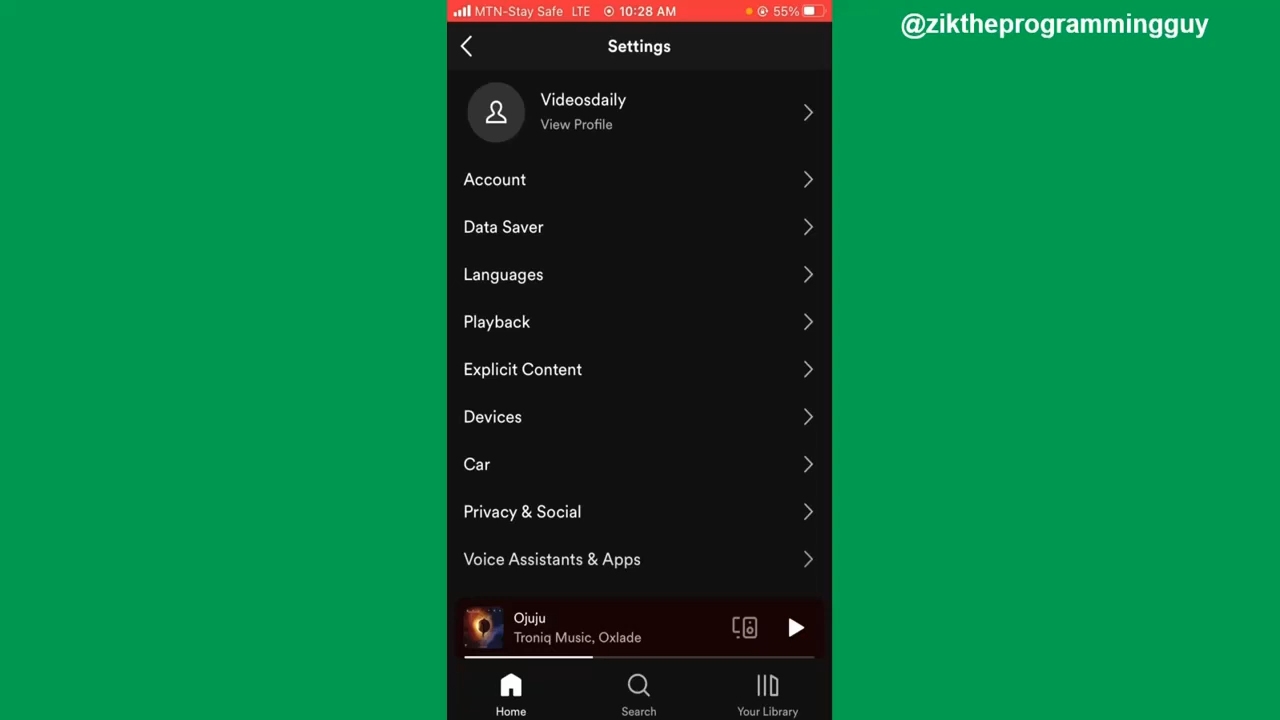 MTN-Stay Safe LTE 10:28 AM 55%
@ziktheprogrammingguy
Settings
Videosdaily
View Profile
Account
Data Saver
Languages
Playback
Explicit Content
Devices
Car
Privacy & Social
Voice Assistants & Apps
Ojuju
Troniq Music, Oxlade
Home Search Your Library